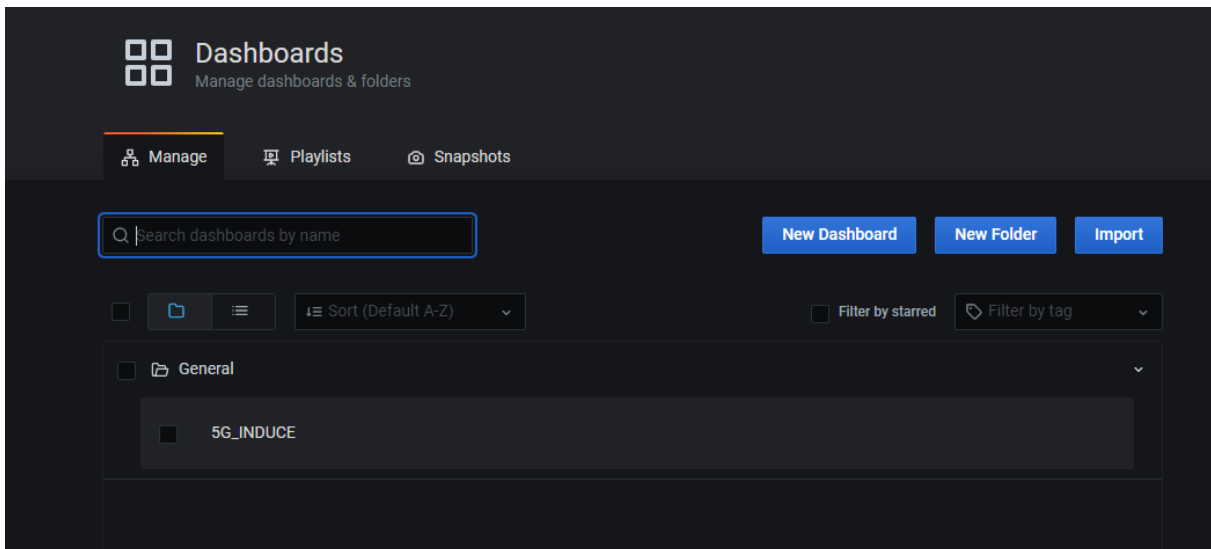 Dashboards
Manage dashboards & folders
Manage Playlists Snapshots
Search dashboards by name
New Dashboard New Folder Import
Sort (Default A-Z) Filter by starred Filter by tag
General
5G_INDUCE